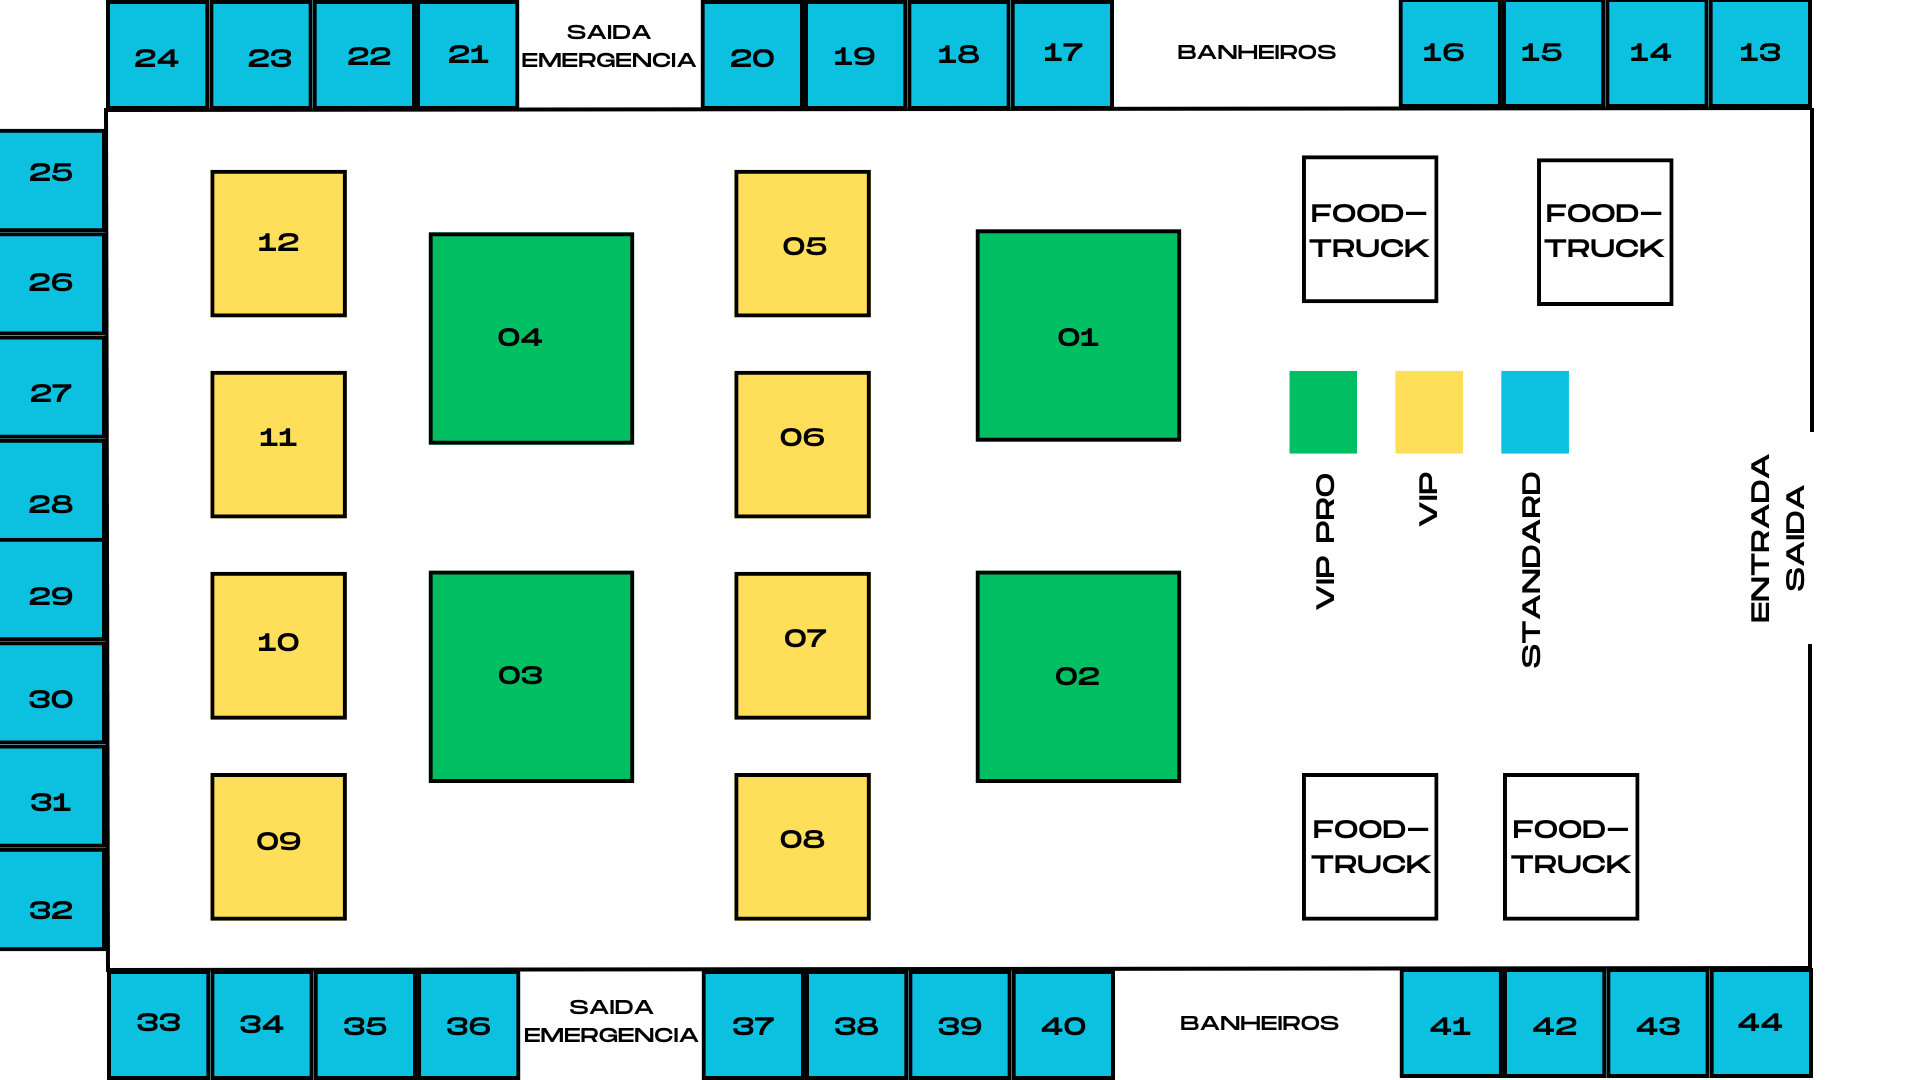 24
23
22
21
SAIDA
EMERGENCIA
20
19
18
17
BANHEIROS
16
15
14
13
25
26
27
28
29
30
31
32
12
11
10
09
04
03
05
06
07
08
01
02
FOOD-
TRUCK
FOOD-
TRUCK
VIP PRO
VIP
STANDARD
ENTRADA
SAIDA
FOOD-
TRUCK
FOOD-
TRUCK
33
34
35
36
SAIDA
EMERGENCIA
37
38
39
40
BANHEIROS
41
42
43
44